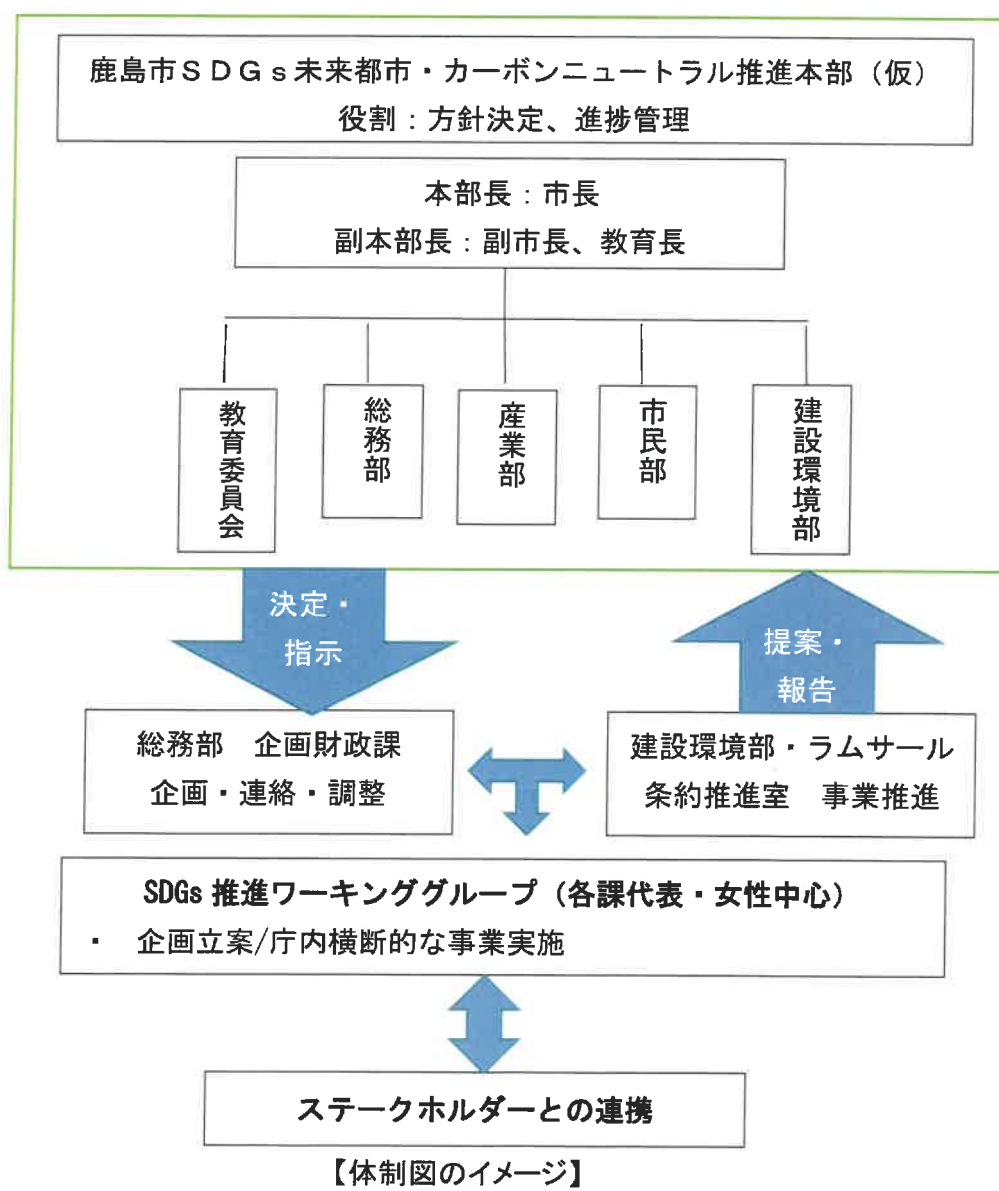 鹿島市ＳＤＧｓ未来都市・カーボンニュートラル推進本部（仮）
役割：方針決定、進捗管理
本部長：市長
副本部長：副市長、教育長
教育委員会
総務部
産業部
市民部
建設環境部
決定・
指示
提案・
報告
総務部　企画財政課
企画・連絡・調整
建設環境部・ラムサール
条約推進室　事業推進
SDGs 推進ワーキンググループ（各課代表・女性中心）
・　企画立案/庁内横断的な事業実施
ステークホルダーとの連携
【体制図のイメージ】